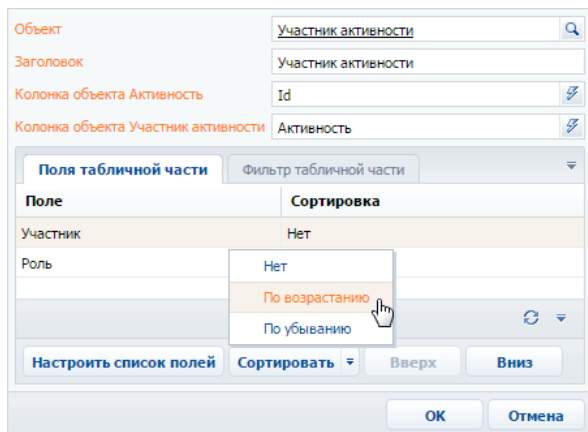 Объект Участник активности
Заголовок Участник активности
Колонка объекта Активность Id
Колонка объекта Участник активности Активность
Поля табличной части Фильтр табличной части
Поле Сортировка
Участник Нет
Роль Нет
По возрастанию
По убыванию
Настроить список полей Сортировать Вверх Вниз
ОК Отмена